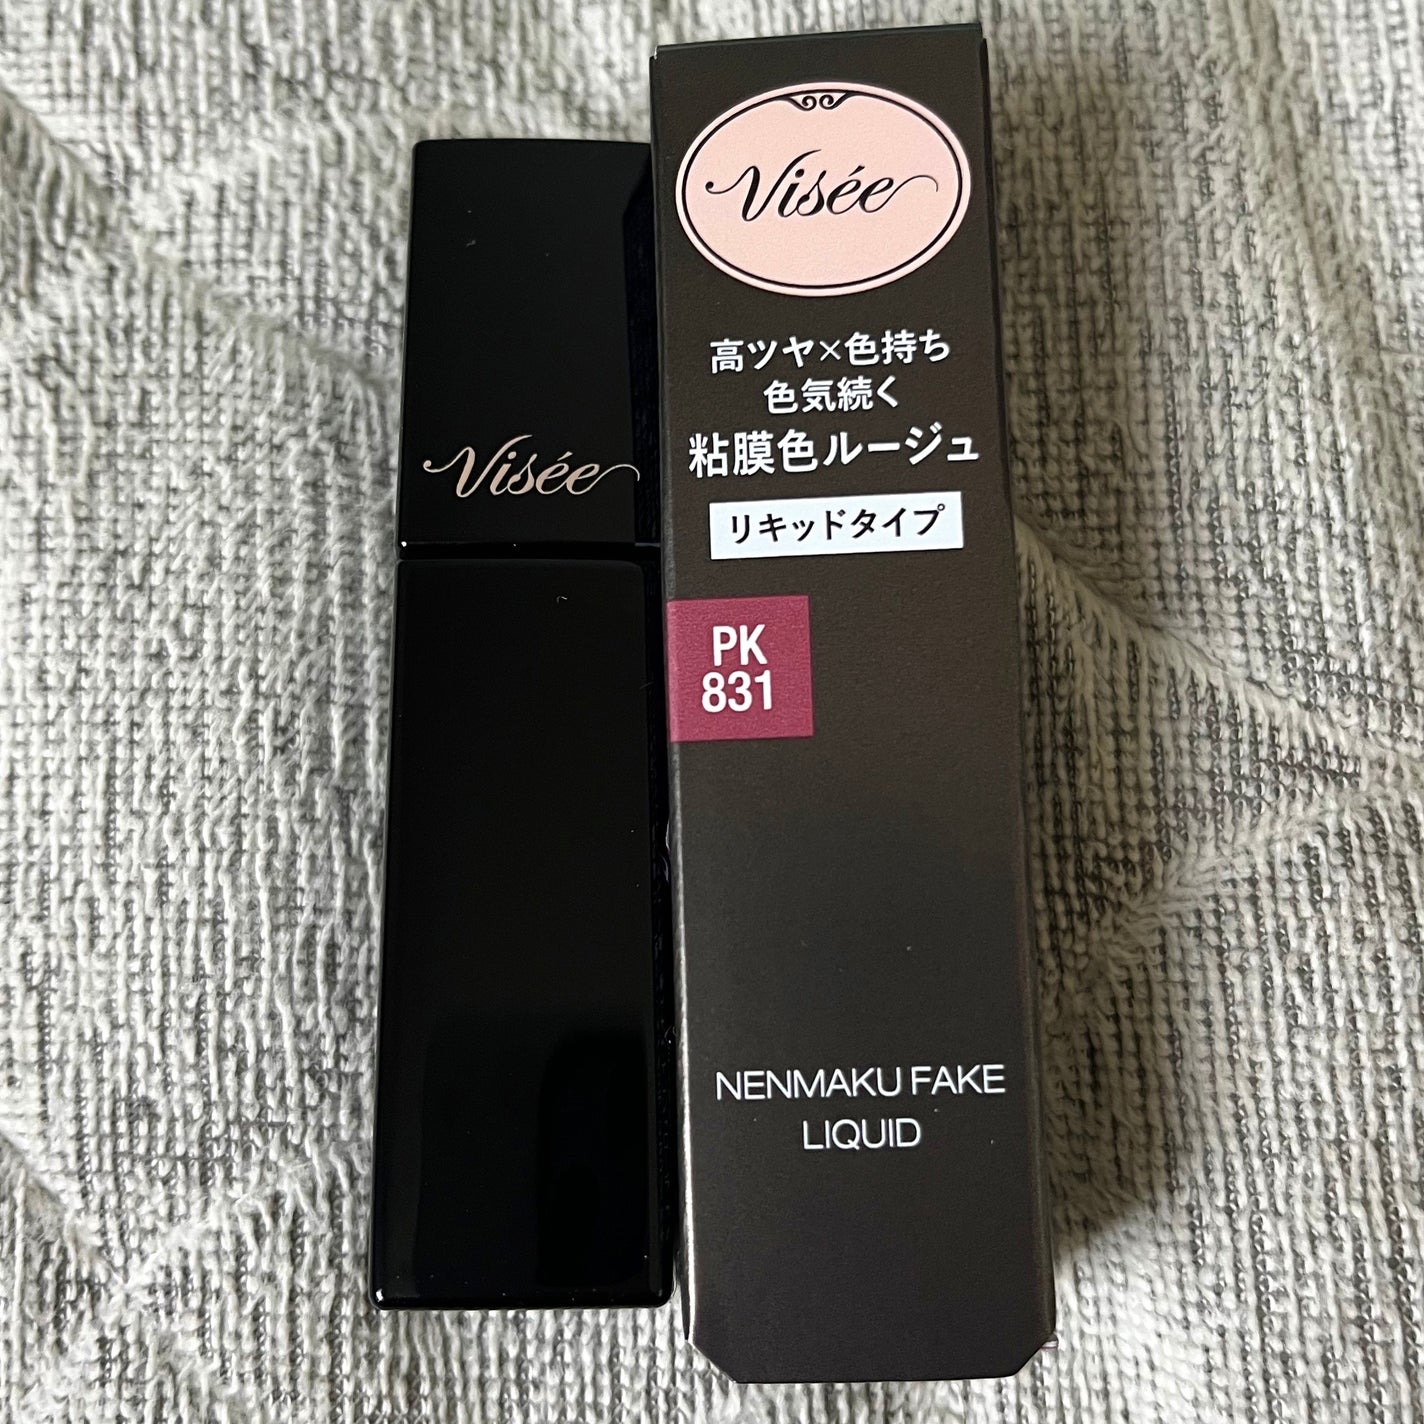 Visée
Visée
高ツヤ×色持ち
色気続く
粘膜色ルージュ
リキッドタイプ
PK
831
NENMAKU FAKE
LIQUID